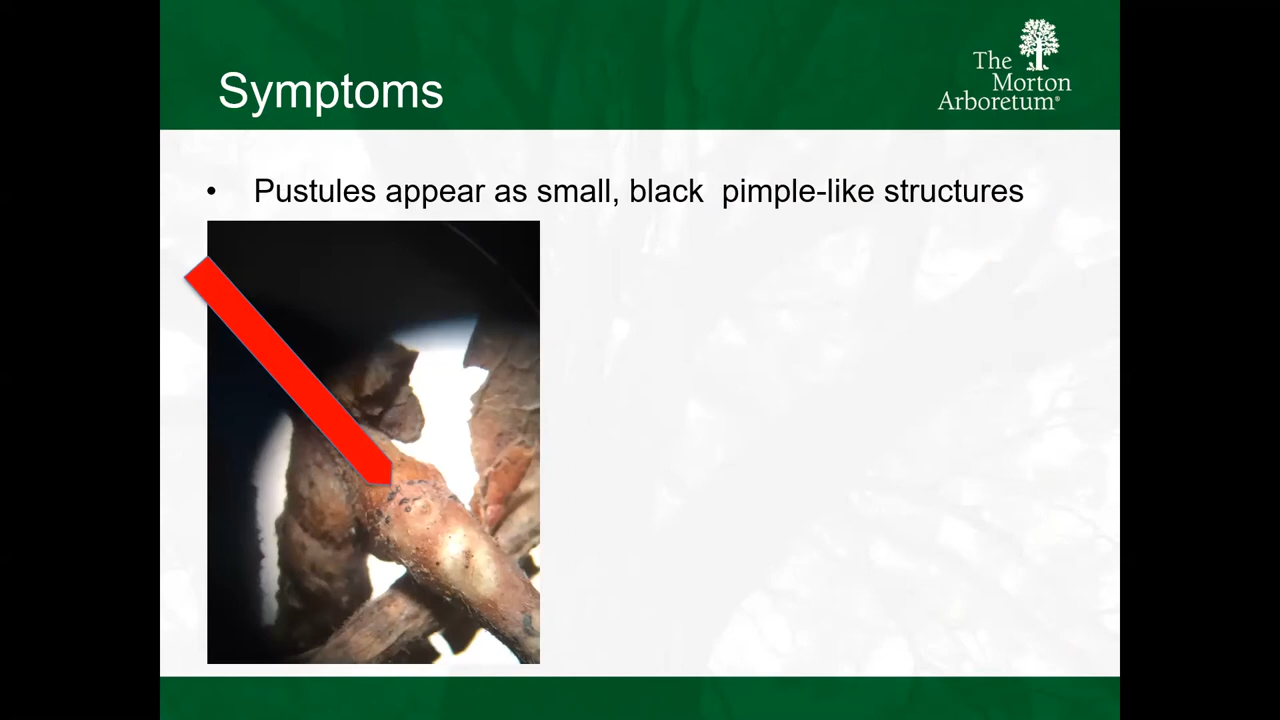 Symptoms
The
Morton
Arboretum®
• Pustules appear as small, black  pimple-like structures